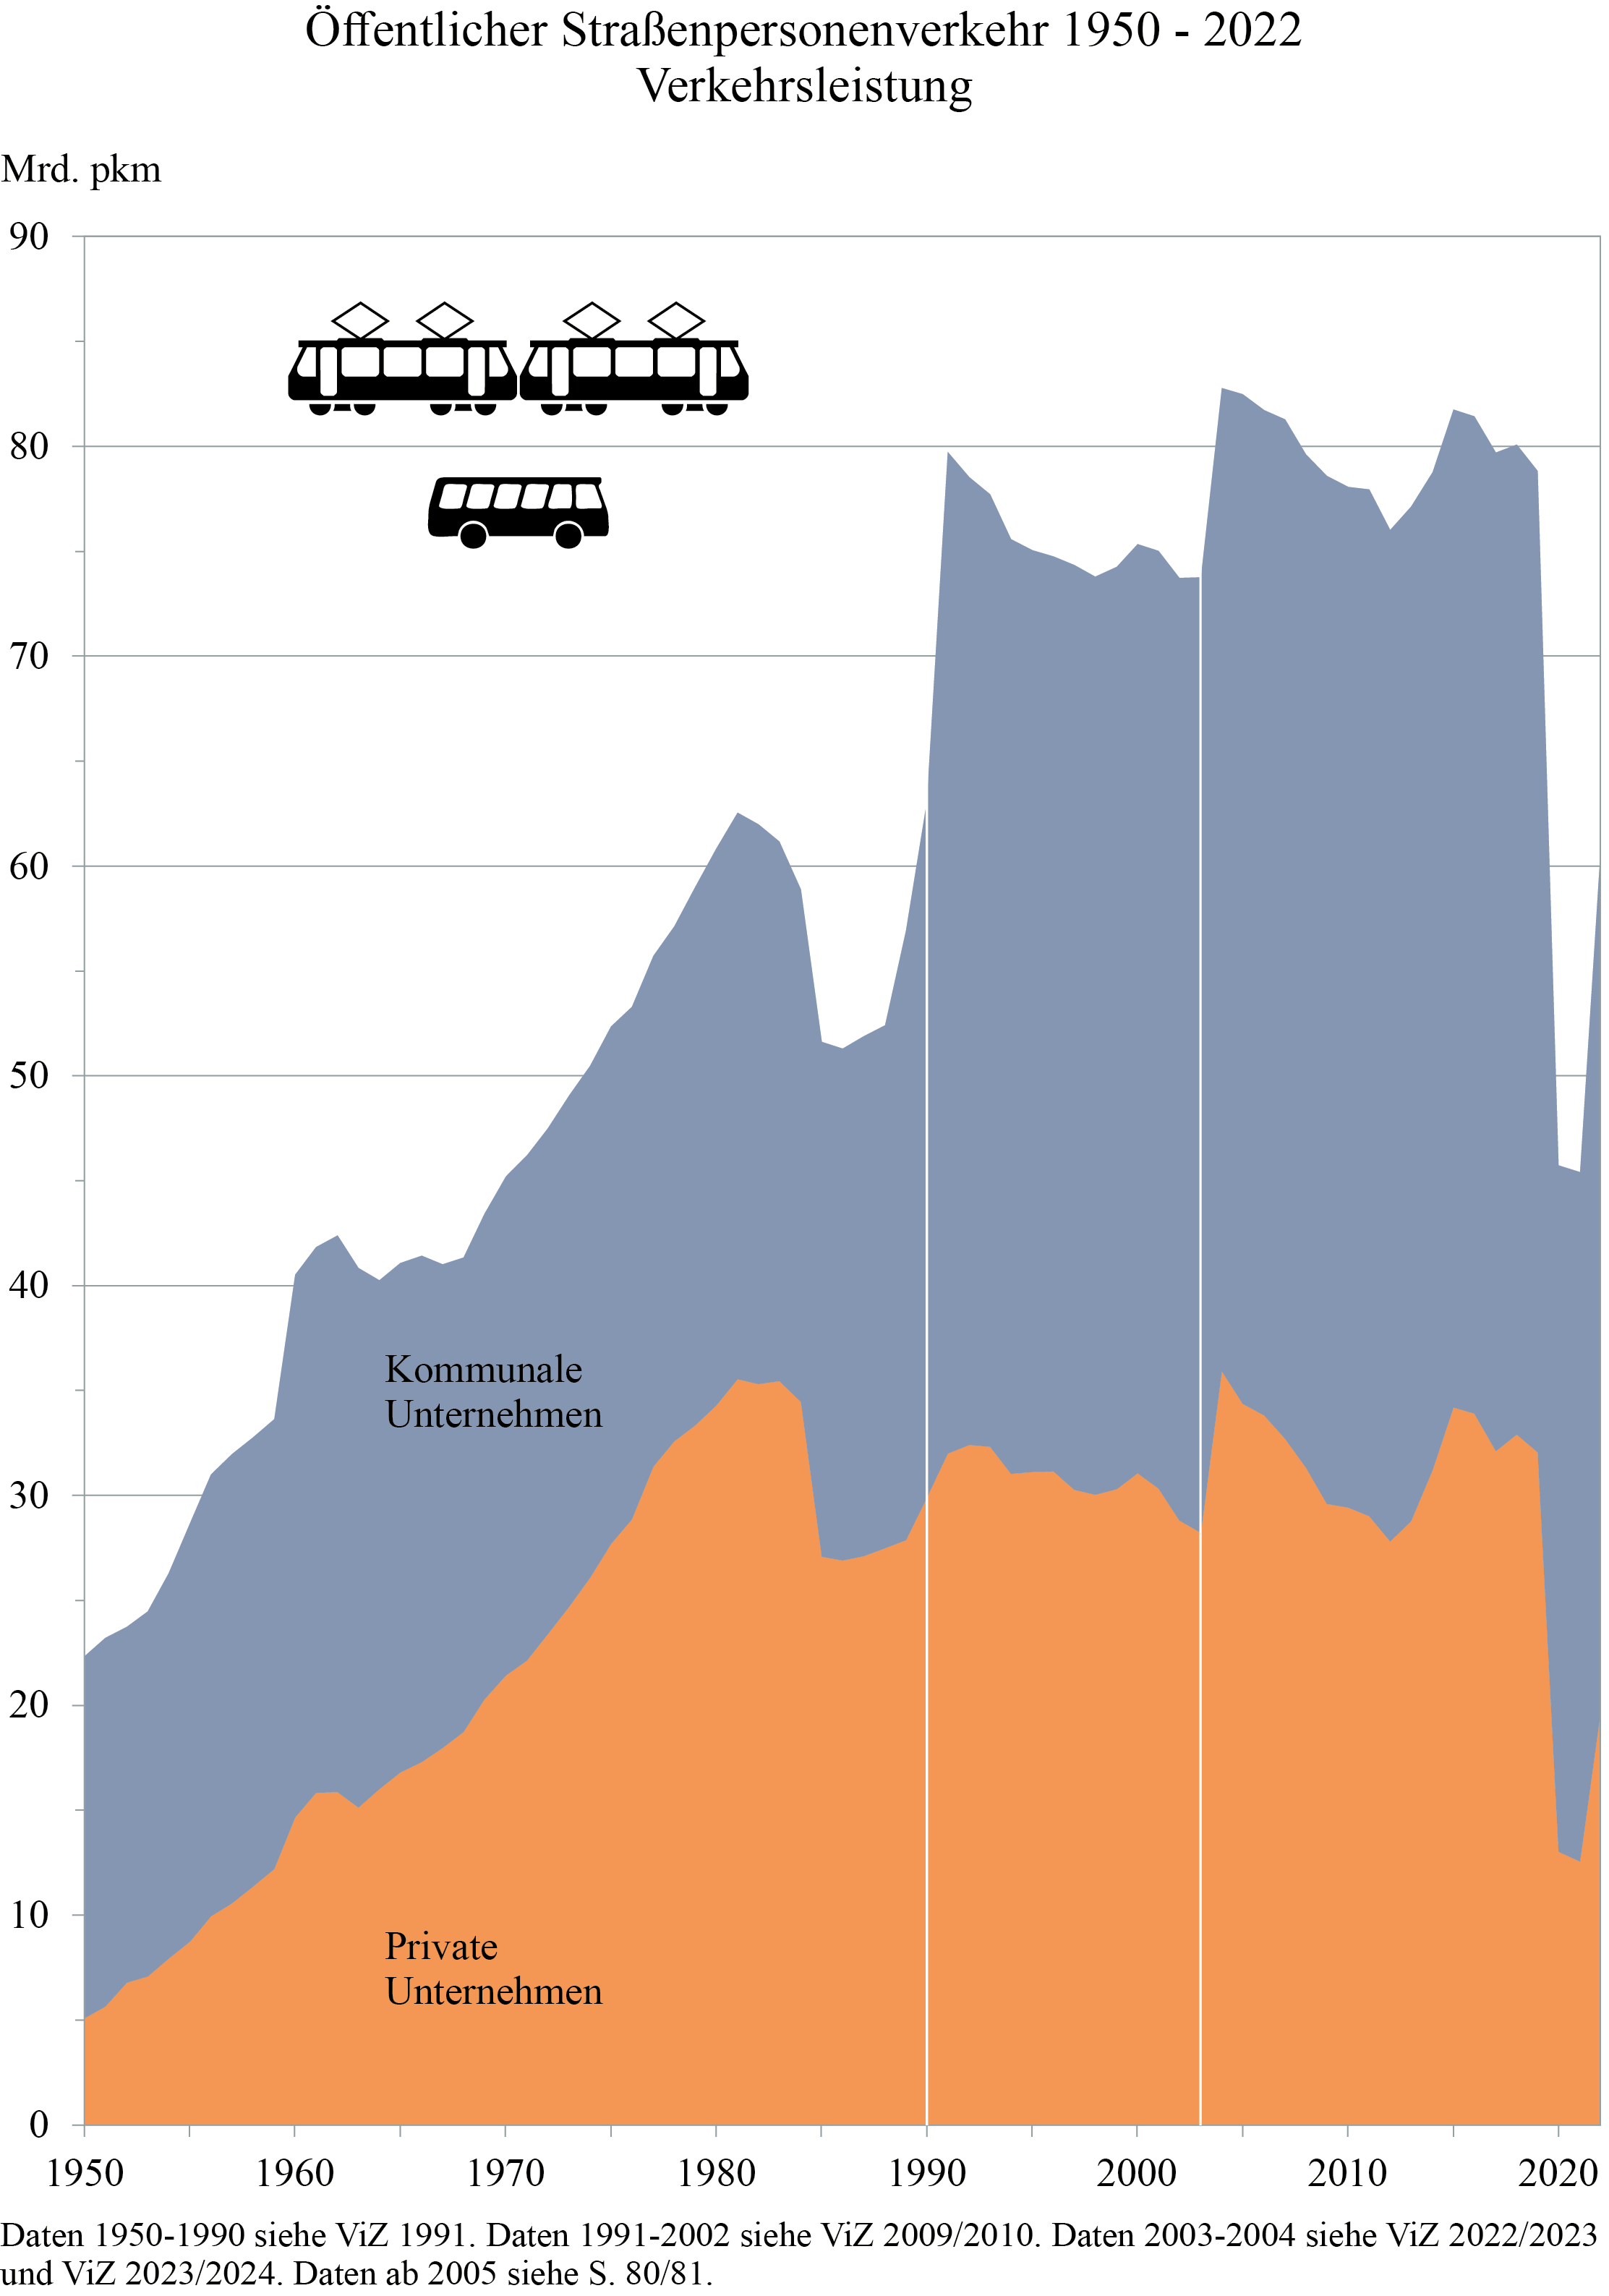 Öffentlicher Straßenpersonenverkehr 1950 - 2022
Verkehrsleistung
Mrd. pkm
90
80
70
60
50
40
30
20
10
0
Kommunale
Unternehmen
Private
Unternehmen
1950 1960 1970 1980 1990 2000 2010 2020
Daten 1950-1990 siehe ViZ 1991. Daten 1991-2002 siehe ViZ 2009/2010. Daten 2003-2004 siehe ViZ 2022/2023
und ViZ 2023/2024. Daten ab 2005 siehe S. 80/81.